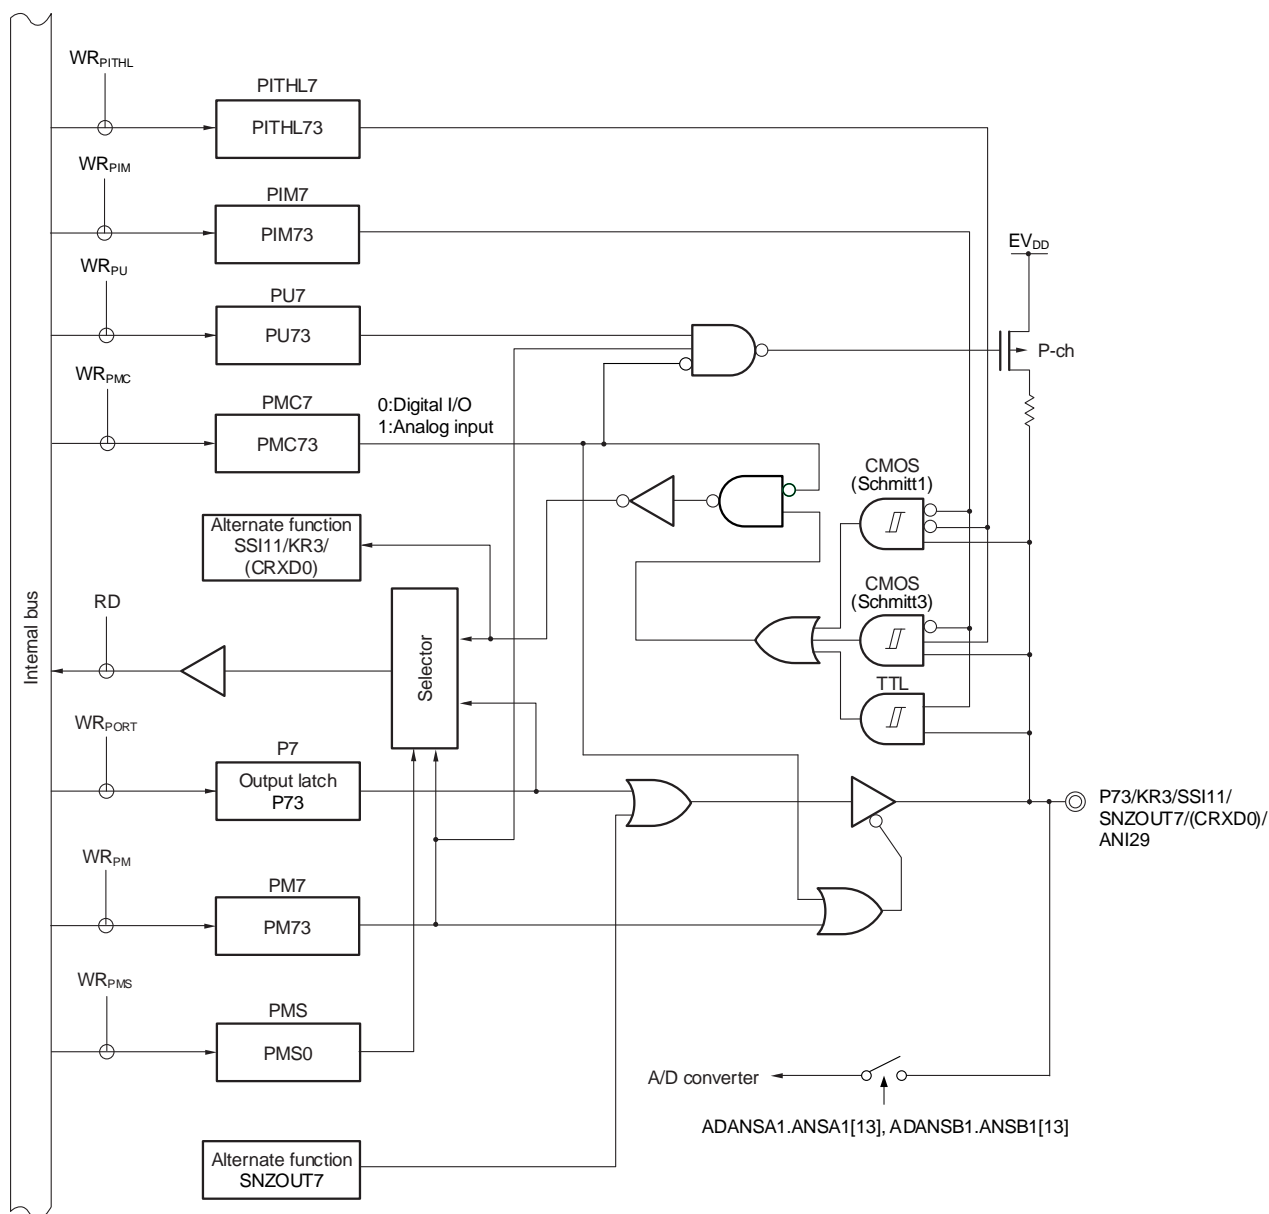 WRPITHL
PITHL7
PITHL73
WRPIM
PIM7
PIM73
EVDD
WRPU
PU7
PU73
P-ch
WRPMC
PMC7
0:Digital I/O
1:Analog input
PMC73
CMOS
(Schmitt1)
Alternate function
SSI11/KR3/
(CRXD0)
CMOS
(Schmitt3)
Internal bus
RD
Selector
TTL
WRPORT
P7
Output latch
P73
P73/KR3/SSI11/
SNZOUT7/(CRXD0)/
ANI29
WRPM
PM7
PM73
WRPMS
PMS
PMS0
A/D converter
ADANSA1.ANSA1[13], ADANSB1.ANSB1[13]
Alternate function
SNZOUT7